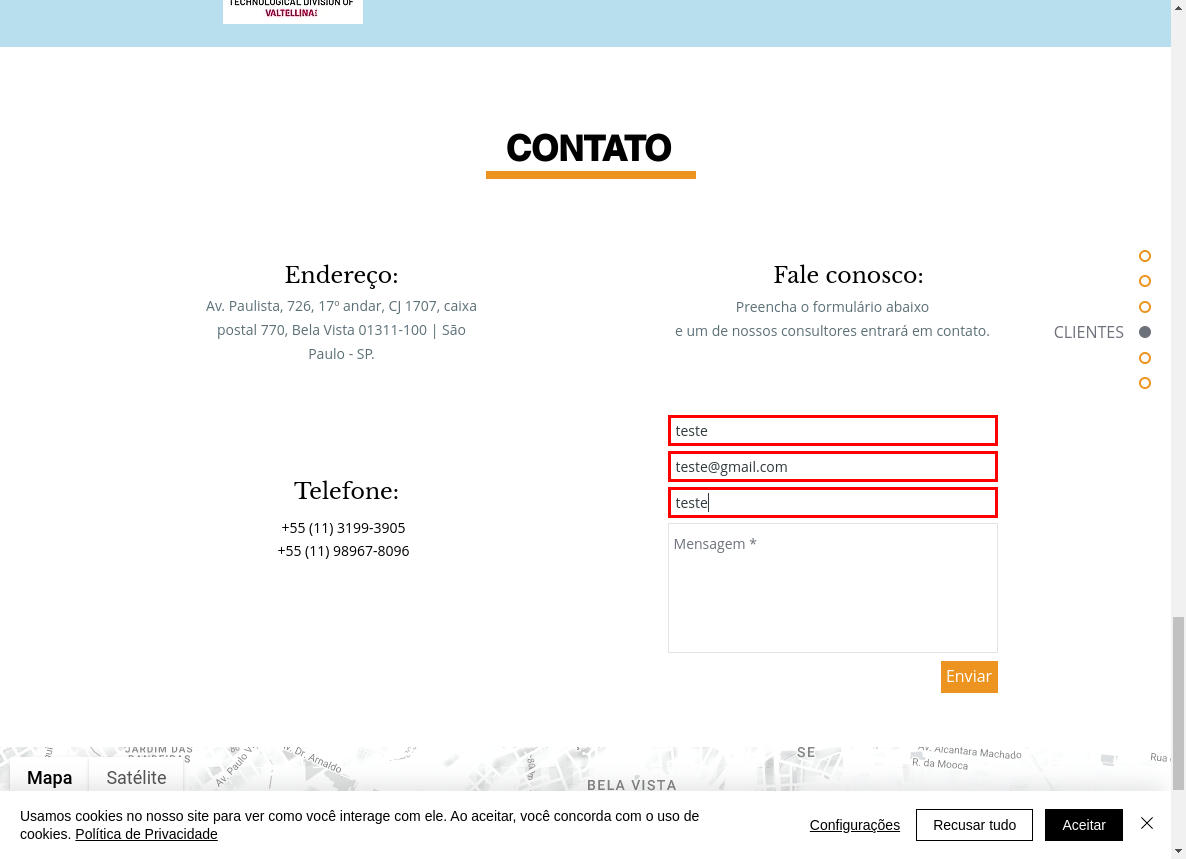 TECHNOLOGICAL DIVISION OF
VALTELLINA
CONTATO
Endereço:
Av. Paulista, 726, 17º andar, CJ 1707, caixa
postal 770, Bela Vista 01311-100 | São
Paulo - SP.
Fale conosco:
Preencha o formulário abaixo
e um de nossos consultores entrará em contato.
CLIENTES
teste
teste@gmail.com
teste
Mensagem *
Enviar
Telefone:
+55 (11) 3199-3905
+55 (11) 98967-8096
JARDIM DAS
BANDEIRAS
Av. Dr. Arnaldo
SE
Av. Alcantara Machado
R. da Mooca
Rua
BELA VISTA
Mapa
Satélite
Usamos cookies no nosso site para ver como você interage com ele. Ao aceitar, você concorda com o uso de
cookies. Política de Privacidade
Configurações
Recusar tudo
Aceitar